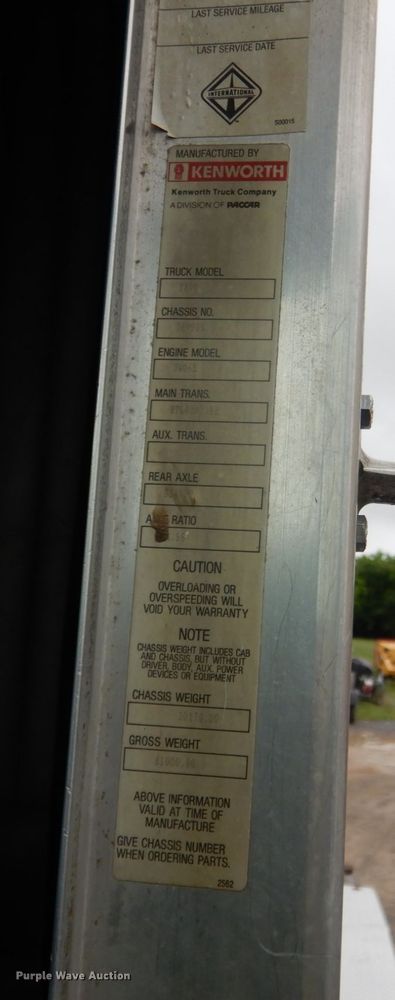 LAST SERVICE MILEAGE
LAST SERVICE DATE
INTERNATIONAL
500015
MANUFACTURED BY
KENWORTH
Kenworth Truck Company
A DIVISION OF PACCAR
TRUCK MODEL
CHASSIS NO.
ENGINE MODEL
MAIN TRANS.
AUX. TRANS.
REAR AXLE
RATIO
CAUTION
OVERLOADING OR
OVERSPEEDING WILL
VOID YOUR WARRANTY
NOTE
CHASSIS WEIGHT INCLUDES CAB
AND CHASSIS, BUT WITHOUT
DRIVER, BODY, AUX. POWER
DEVICES OR EQUIPMENT
CHASSIS WEIGHT
GROSS WEIGHT
ABOVE INFORMATION
VALID AT TIME OF
MANUFACTURE
GIVE CHASSIS NUMBER
WHEN ORDERING PARTS.
2562
Purple Wave Auction